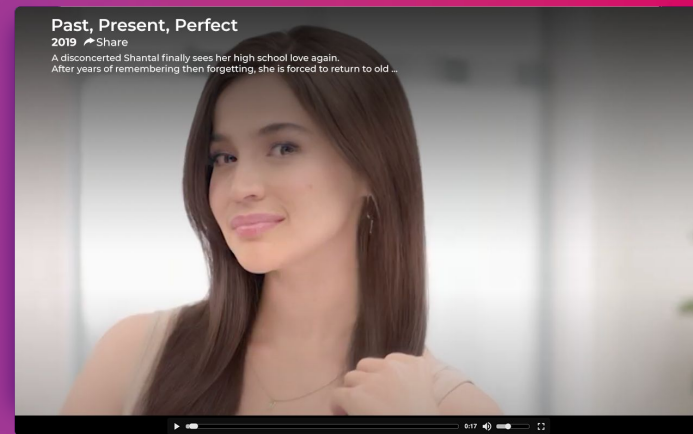 Past, Present, Perfect
2019 Share
A disconcerted Shantal finally sees her high school love again.
After years of remembering then forgetting, she is forced to return to old ...
0:17